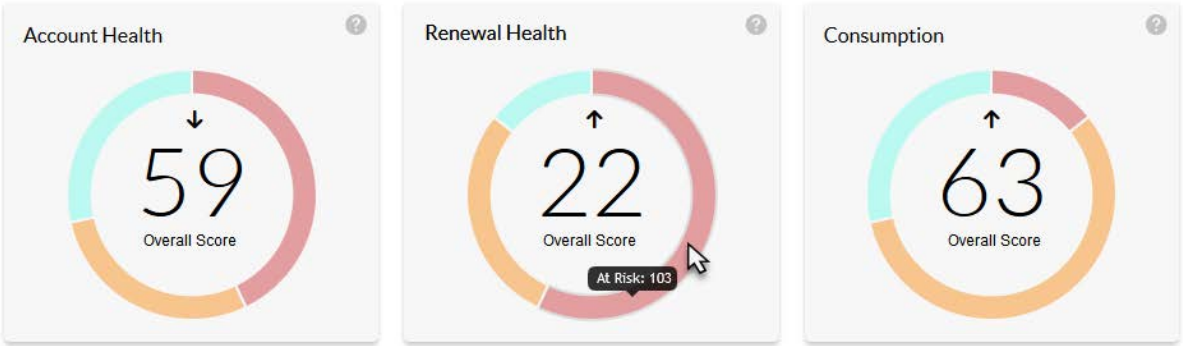 Account Health
?
↓
59
Overall Score
Renewal Health
?
↑
22
Overall Score
At Risk: 103
Consumption
?
↑
63
Overall Score